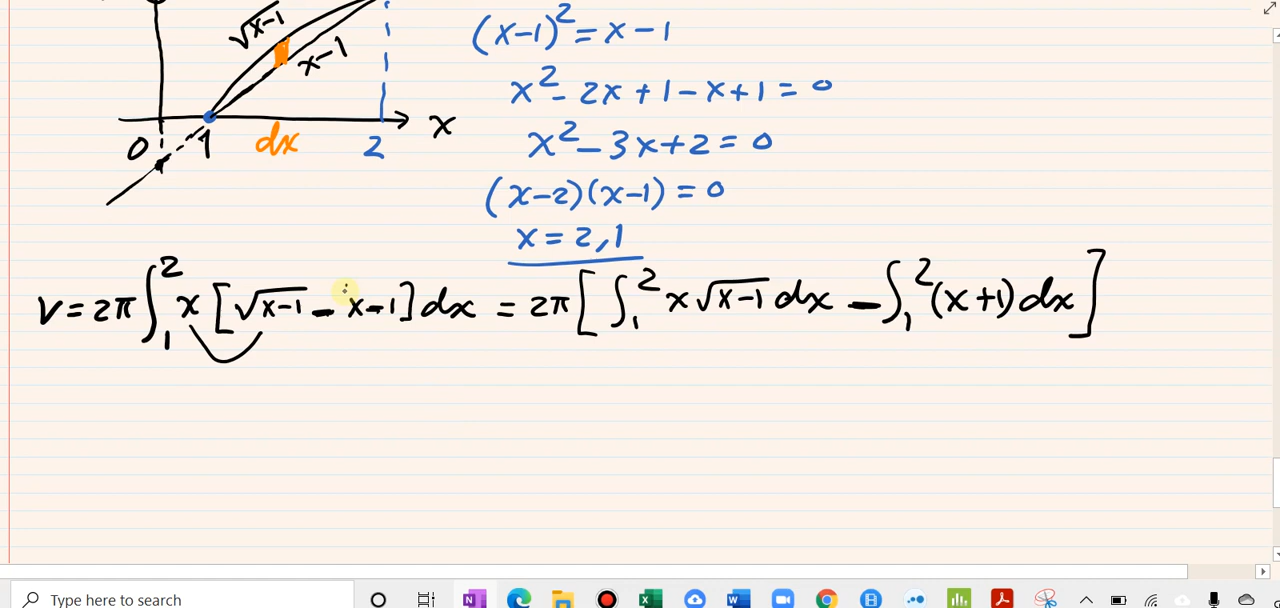 √x-1
x-1
0 1 dx 2 x
(x-1)² = x-1
x² - 2x + 1 - x + 1 = 0
x² - 3x + 2 = 0
(x-2)(x-1) = 0
x = 2, 1
V = 2π ∫₁² x [√x-1 - x-1] dx = 2π [ ∫₁² x √x-1 dx - ∫₁² (x+1) dx ]
Type here to search